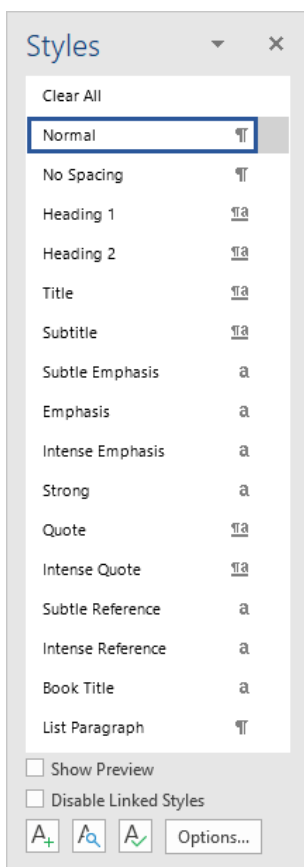 Styles
Clear All
Normal ¶
No Spacing ¶
Heading 1 ¶a
Heading 2 ¶a
Title ¶a
Subtitle ¶a
Subtle Emphasis a
Emphasis a
Intense Emphasis a
Strong a
Quote ¶a
Intense Quote ¶a
Subtle Reference a
Intense Reference a
Book Title a
List Paragraph ¶
Show Preview
Disable Linked Styles
Options...